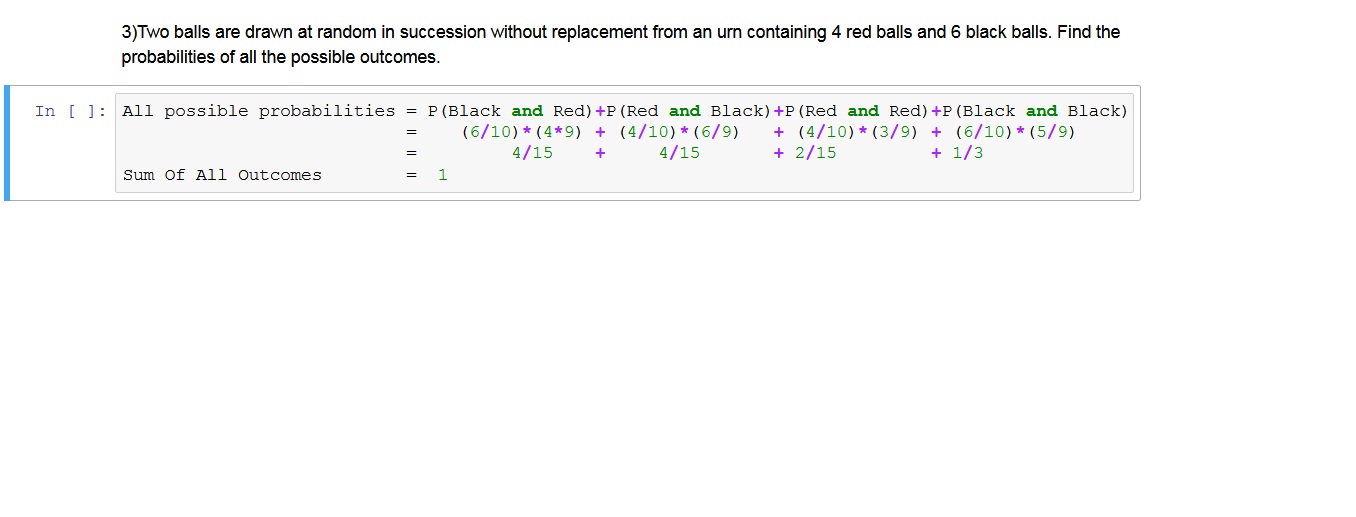 3)Two balls are drawn at random in succession without replacement from an urn containing 4 red balls and 6 black balls. Find the
probabilities of all the possible outcomes.
In [ ]: All possible probabilities = P(Black and Red)+P(Red and Black)+P(Red and Red)+P(Black and Black)
= (6/10)*(4*9) + (4/10)*(6/9) + (4/10)*(3/9) + (6/10)*(5/9)
= 4/15 + 4/15 + 2/15 + 1/3
Sum Of All Outcomes = 1